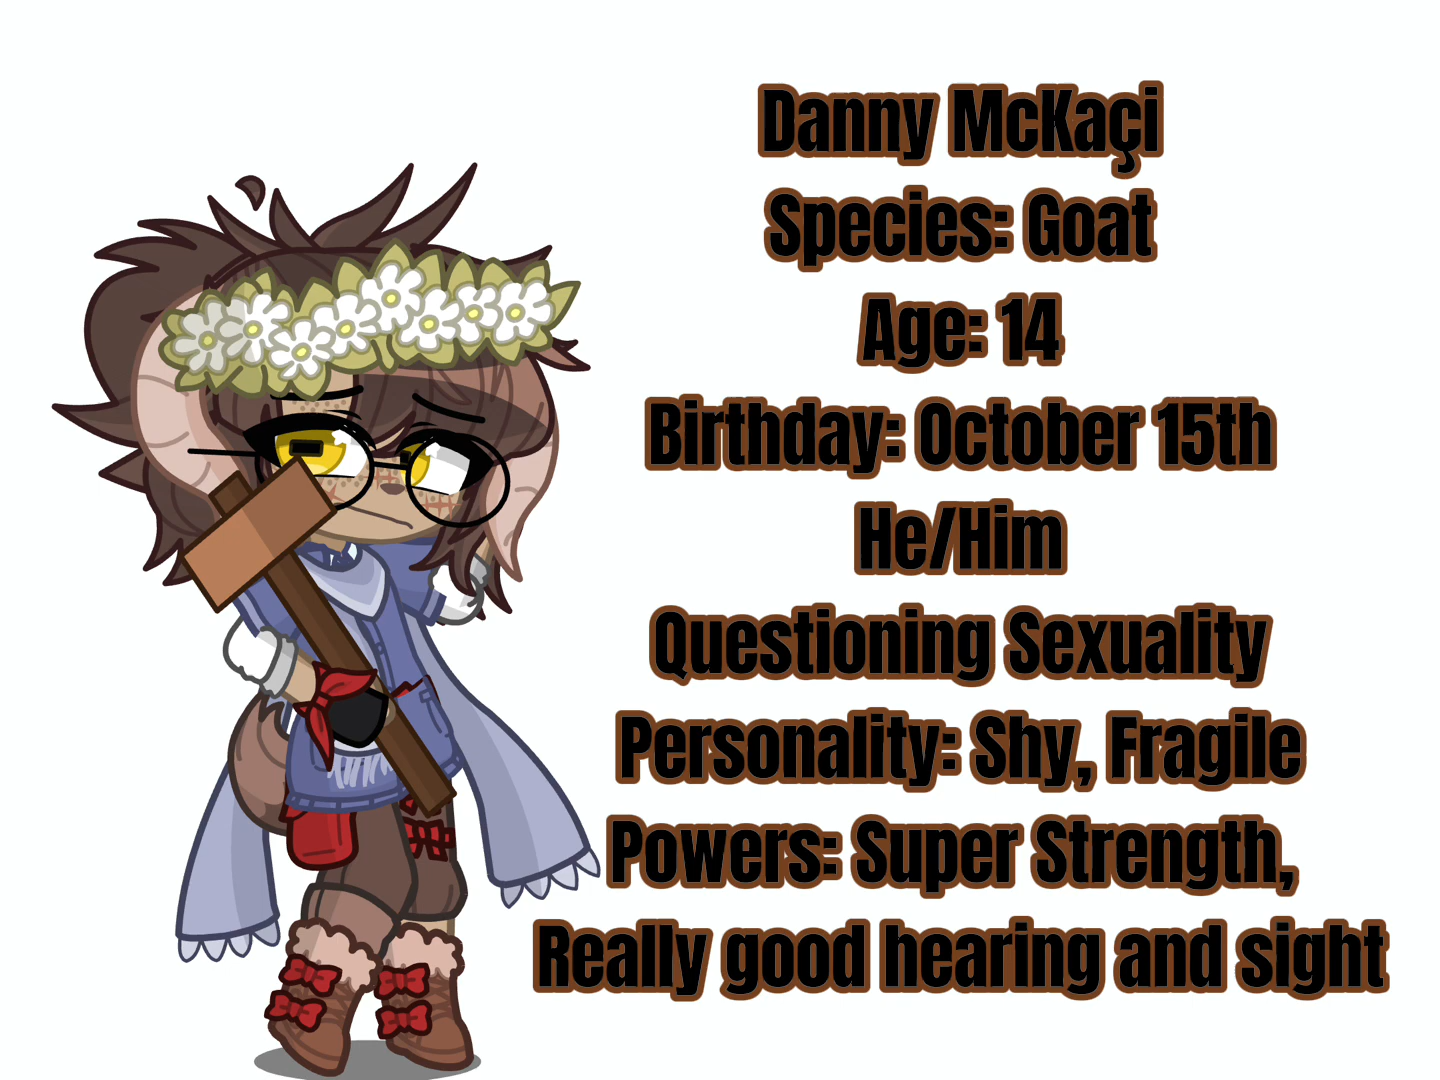 Danny McKaçi
Species: Goat
Age: 14
Birthday: October 15th
He/Him
Questioning Sexuality
Personality: Shy, Fragile
Powers: Super Strength,
Really good hearing and sight